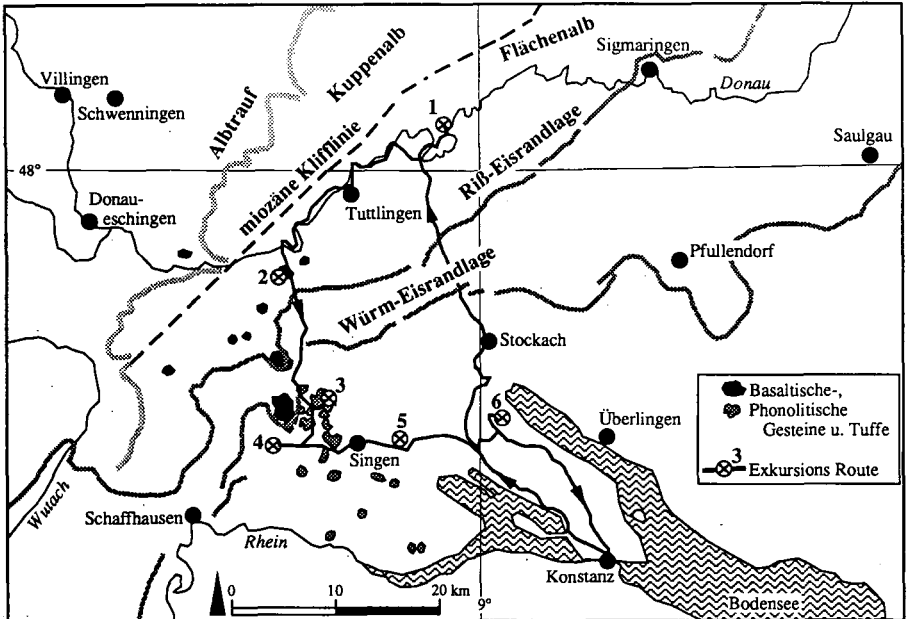 Villingen
Schwenningen
Albtrauf
Kuppenalb
Flächenalb
Sigmaringen
Donau
1
48°
miozäne Klifflinie
Riß-Eisrandlage
Saulgau
Donau-
eschingen
Tuttlingen
Pfullendorf
2
Würm-Eisrandlage
Stockach
3
6
Überlingen
Basaltische-,
Phonolitische
Gesteine u. Tuffe
3
Exkursions Route
4
5
Singen
Wutach
Schaffhausen
Rhein
Konstanz
Bodensee
0 10 20 km
9°